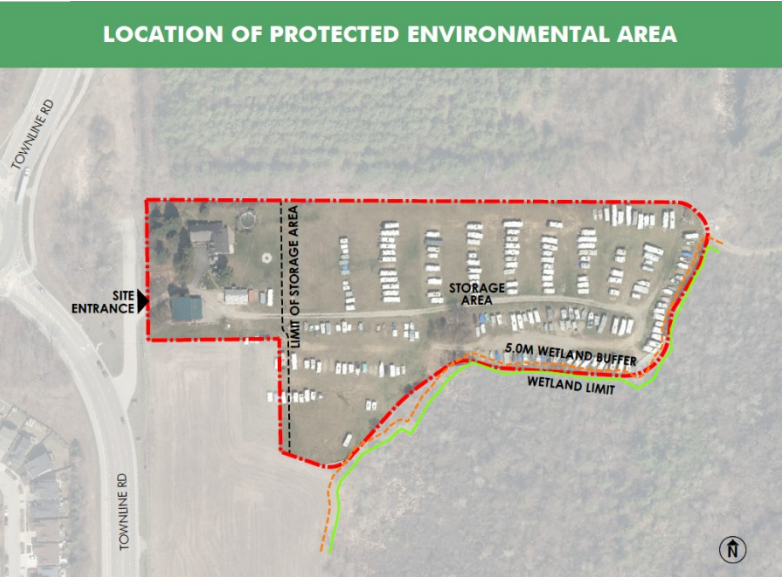 LOCATION OF PROTECTED ENVIRONMENTAL AREA
TOWNLINE RD
LIMIT OF STORAGE AREA
SITE
ENTRANCE
STORAGE
AREA
5.0M WETLAND BUFFER
WETLAND LIMIT
TOWNLINE RD
N